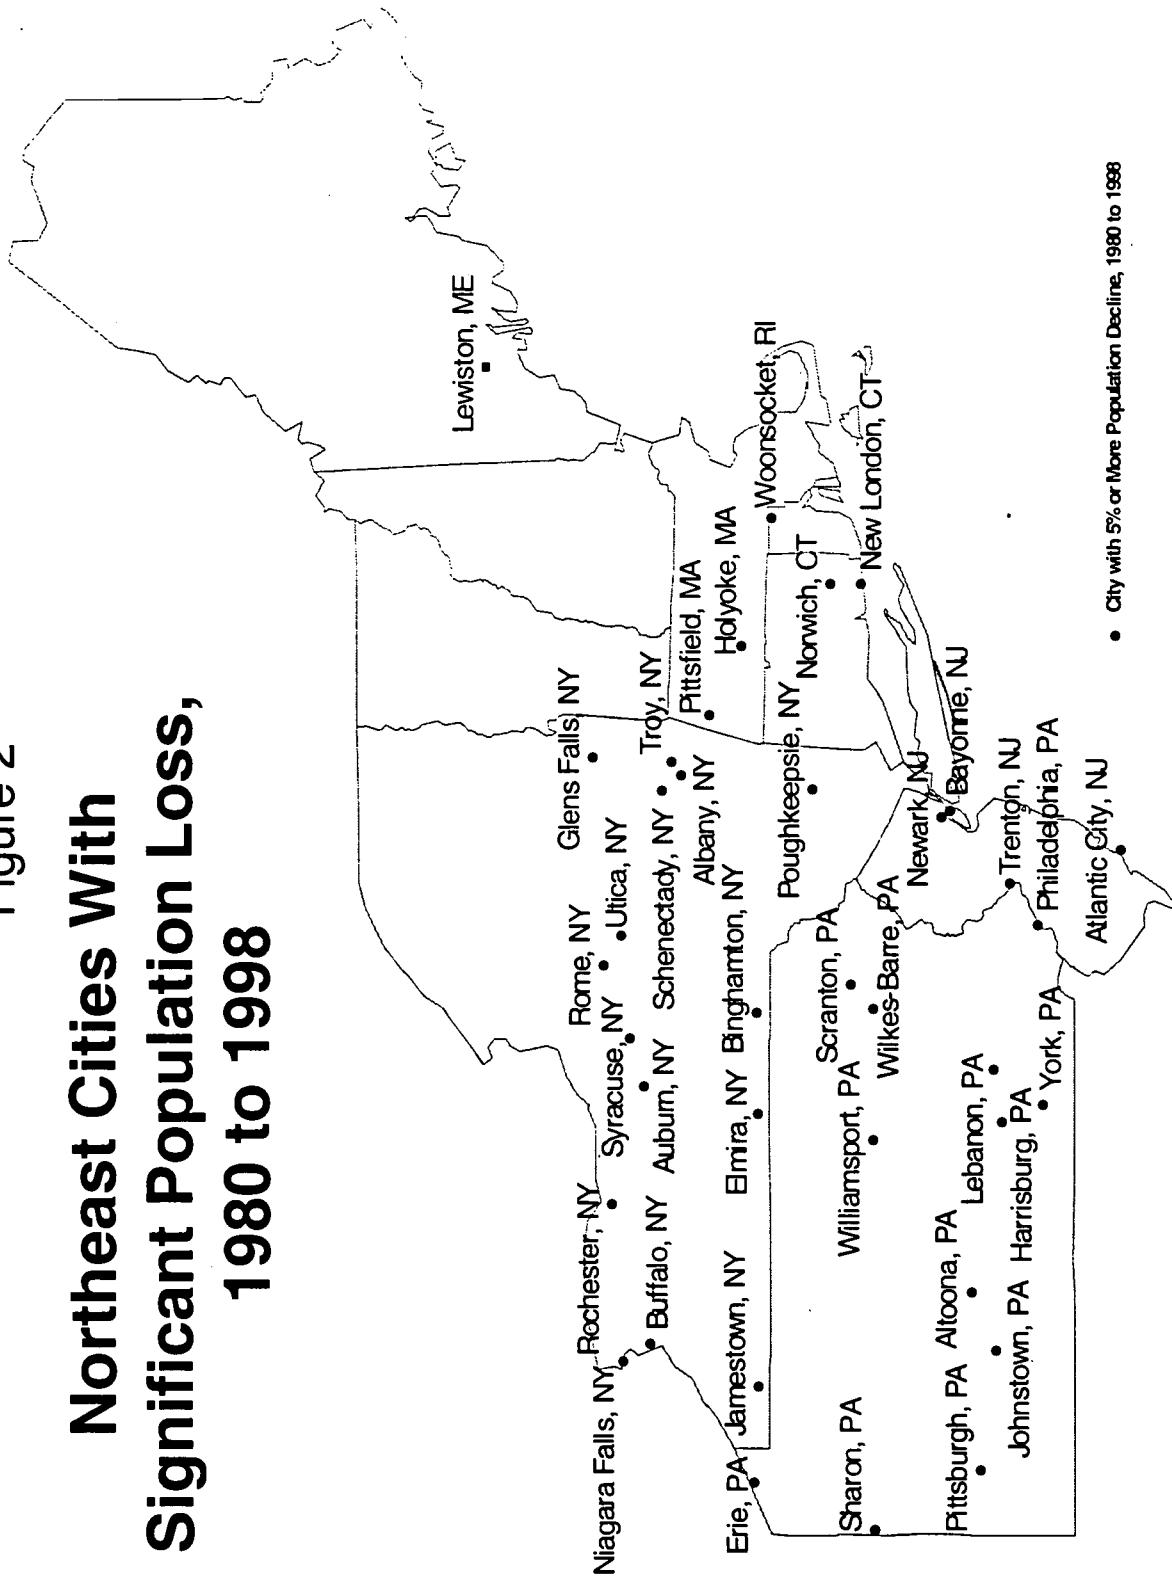 Figure 2
Northeast Cities With
Significant Population Loss,
1980 to 1998
Lewiston, ME
Glens Falls, NY
Rome, NY
Utica, NY
Syracuse, NY
Rochester, NY
Niagara Falls, NY
Buffalo, NY
Auburn, NY
Schenectady, NY
Troy, NY
Albany, NY
Pittsfield, MA
Holyoke, MA
Woonsocket, RI
Jamestown, NY
Elmira, NY
Binghamton, NY
Poughkeepsie, NY
Norwich, CT
New London, CT
Erie, PA
Sharon, PA
Williamsport, PA
Scranton, PA
Wilkes-Barre, PA
Newark, NJ
Bayonne, NJ
Pittsburgh, PA
Altoona, PA
Lebanon, PA
Trenton, NJ
Johnstown, PA
Harrisburg, PA
York, PA
Philadelphia, PA
Atlantic City, NJ
City with 5% or More Population Decline, 1980 to 1998